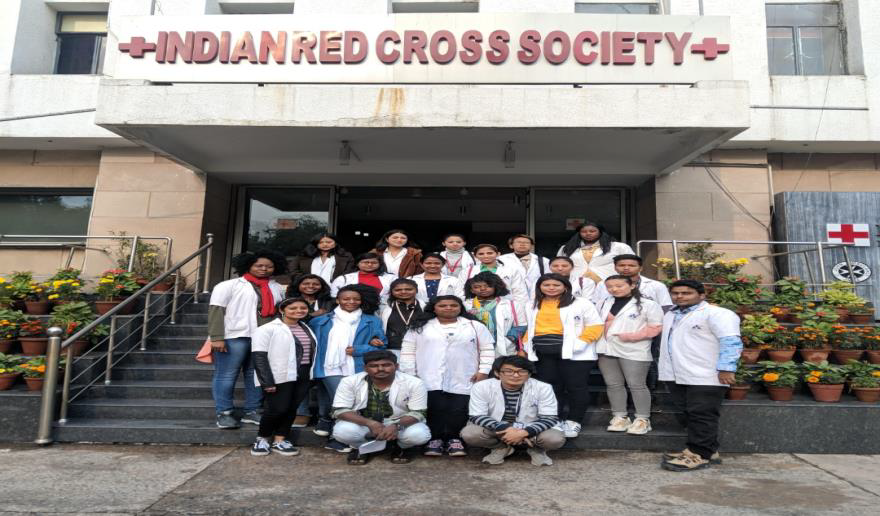 INDIAN RED CROSS SOCIETY